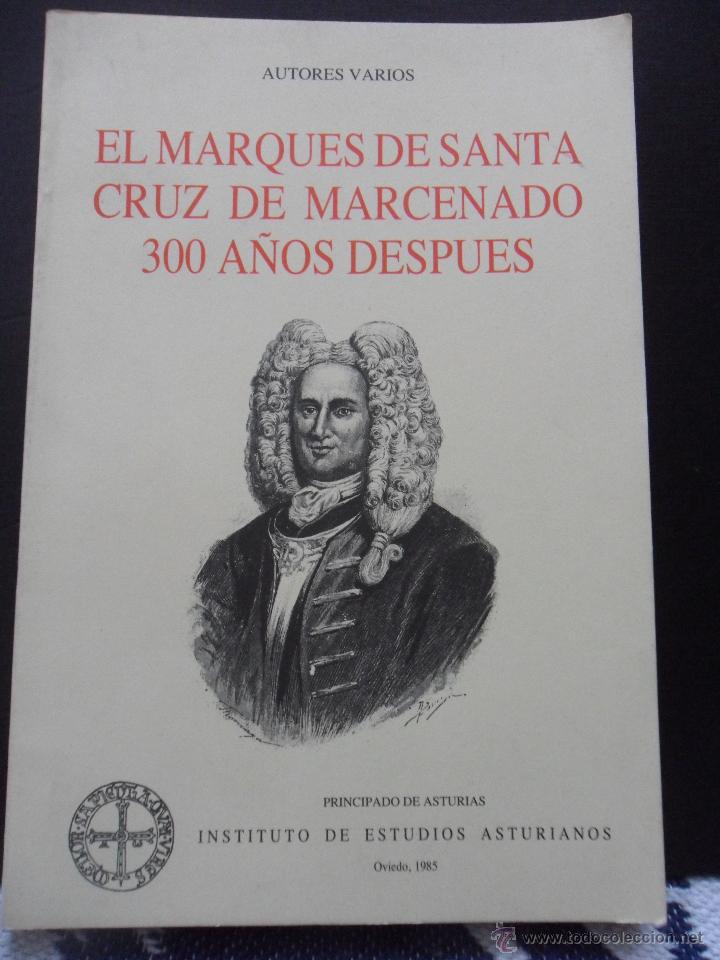 AUTORES VARIOS
EL MARQUES DE SANTA
CRUZ DE MARCENADO
300 AÑOS DESPUES
PRINCIPADO DE ASTURIAS
INSTITUTO DE ESTUDIOS ASTURIANOS
Oviedo, 1985
© www.todocoleccion.net